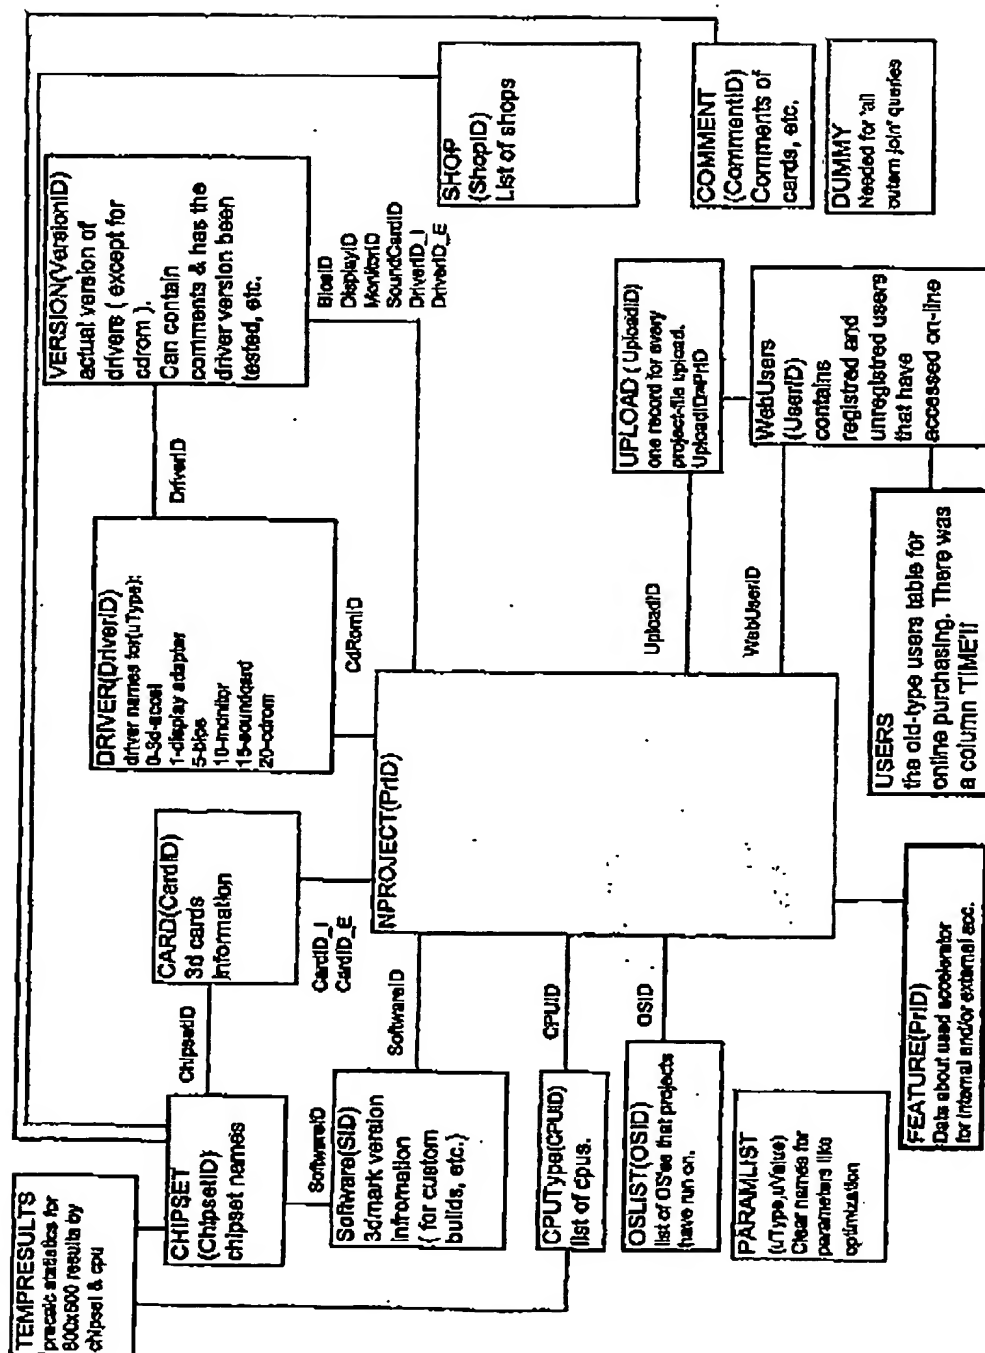 TEMPRESULTS
precalc statistics for
800x600 results by
chipset & cpu
CHIPSET
(ChipsetID)
chipset names
ChipsetID
CARD(CardID)
3d cards
information
DRIVER(DriverID)
driver names for(uType):
0-3d-accel
1-display adapter
5-bios
10-monitor
15-soundcard
20-cdrom
DriverID
VERSION(VersionID)
actual version of
drivers ( except for
cdrom ).
Can contain
comments & has the
driver version been
tested, etc.
SoftwareID
Software(SID)
3dmark version
infromation
( for custom
builds, etc.)
CardID_I
CardID_E
CdRomID
BiosID
DisplayID
MonitorID
SoundCardID
DriverID_I
DriverID_E
SHOP
(ShopID)
List of shops
SoftwareID
NPROJECT(PrID)
CPUType(CPUID)
list of cpus.
CPUID
OSLIST(OSID)
list of OS'es that projects
have run on.
OSID
UploadID
UPLOAD ( UploadID)
one record for every
project-file upload.
UploadID=PrID
COMMENT
(CommentID)
Comments of
cards, etc.
PARAMLIST
(uType,uValue)
Clear names for
parameters like
optimization
WebUserID
WebUsers
(UserID)
contains
registred and
unregistred users
that have
accessed on-line
DUMMY
Needed for "all
outern join" queries
FEATURE(PrID)
Data about used accelerator
for internal and/or external acc.
USERS
the old-type users table for
online purchasing. There was
a column 'TIME'!!